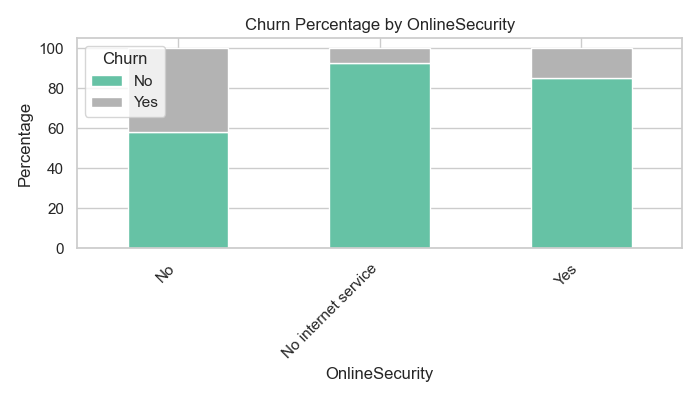 Churn Percentage by OnlineSecurity
Churn
No
Yes
Percentage
100
80
60
40
20
0
No
No internet service
Yes
OnlineSecurity